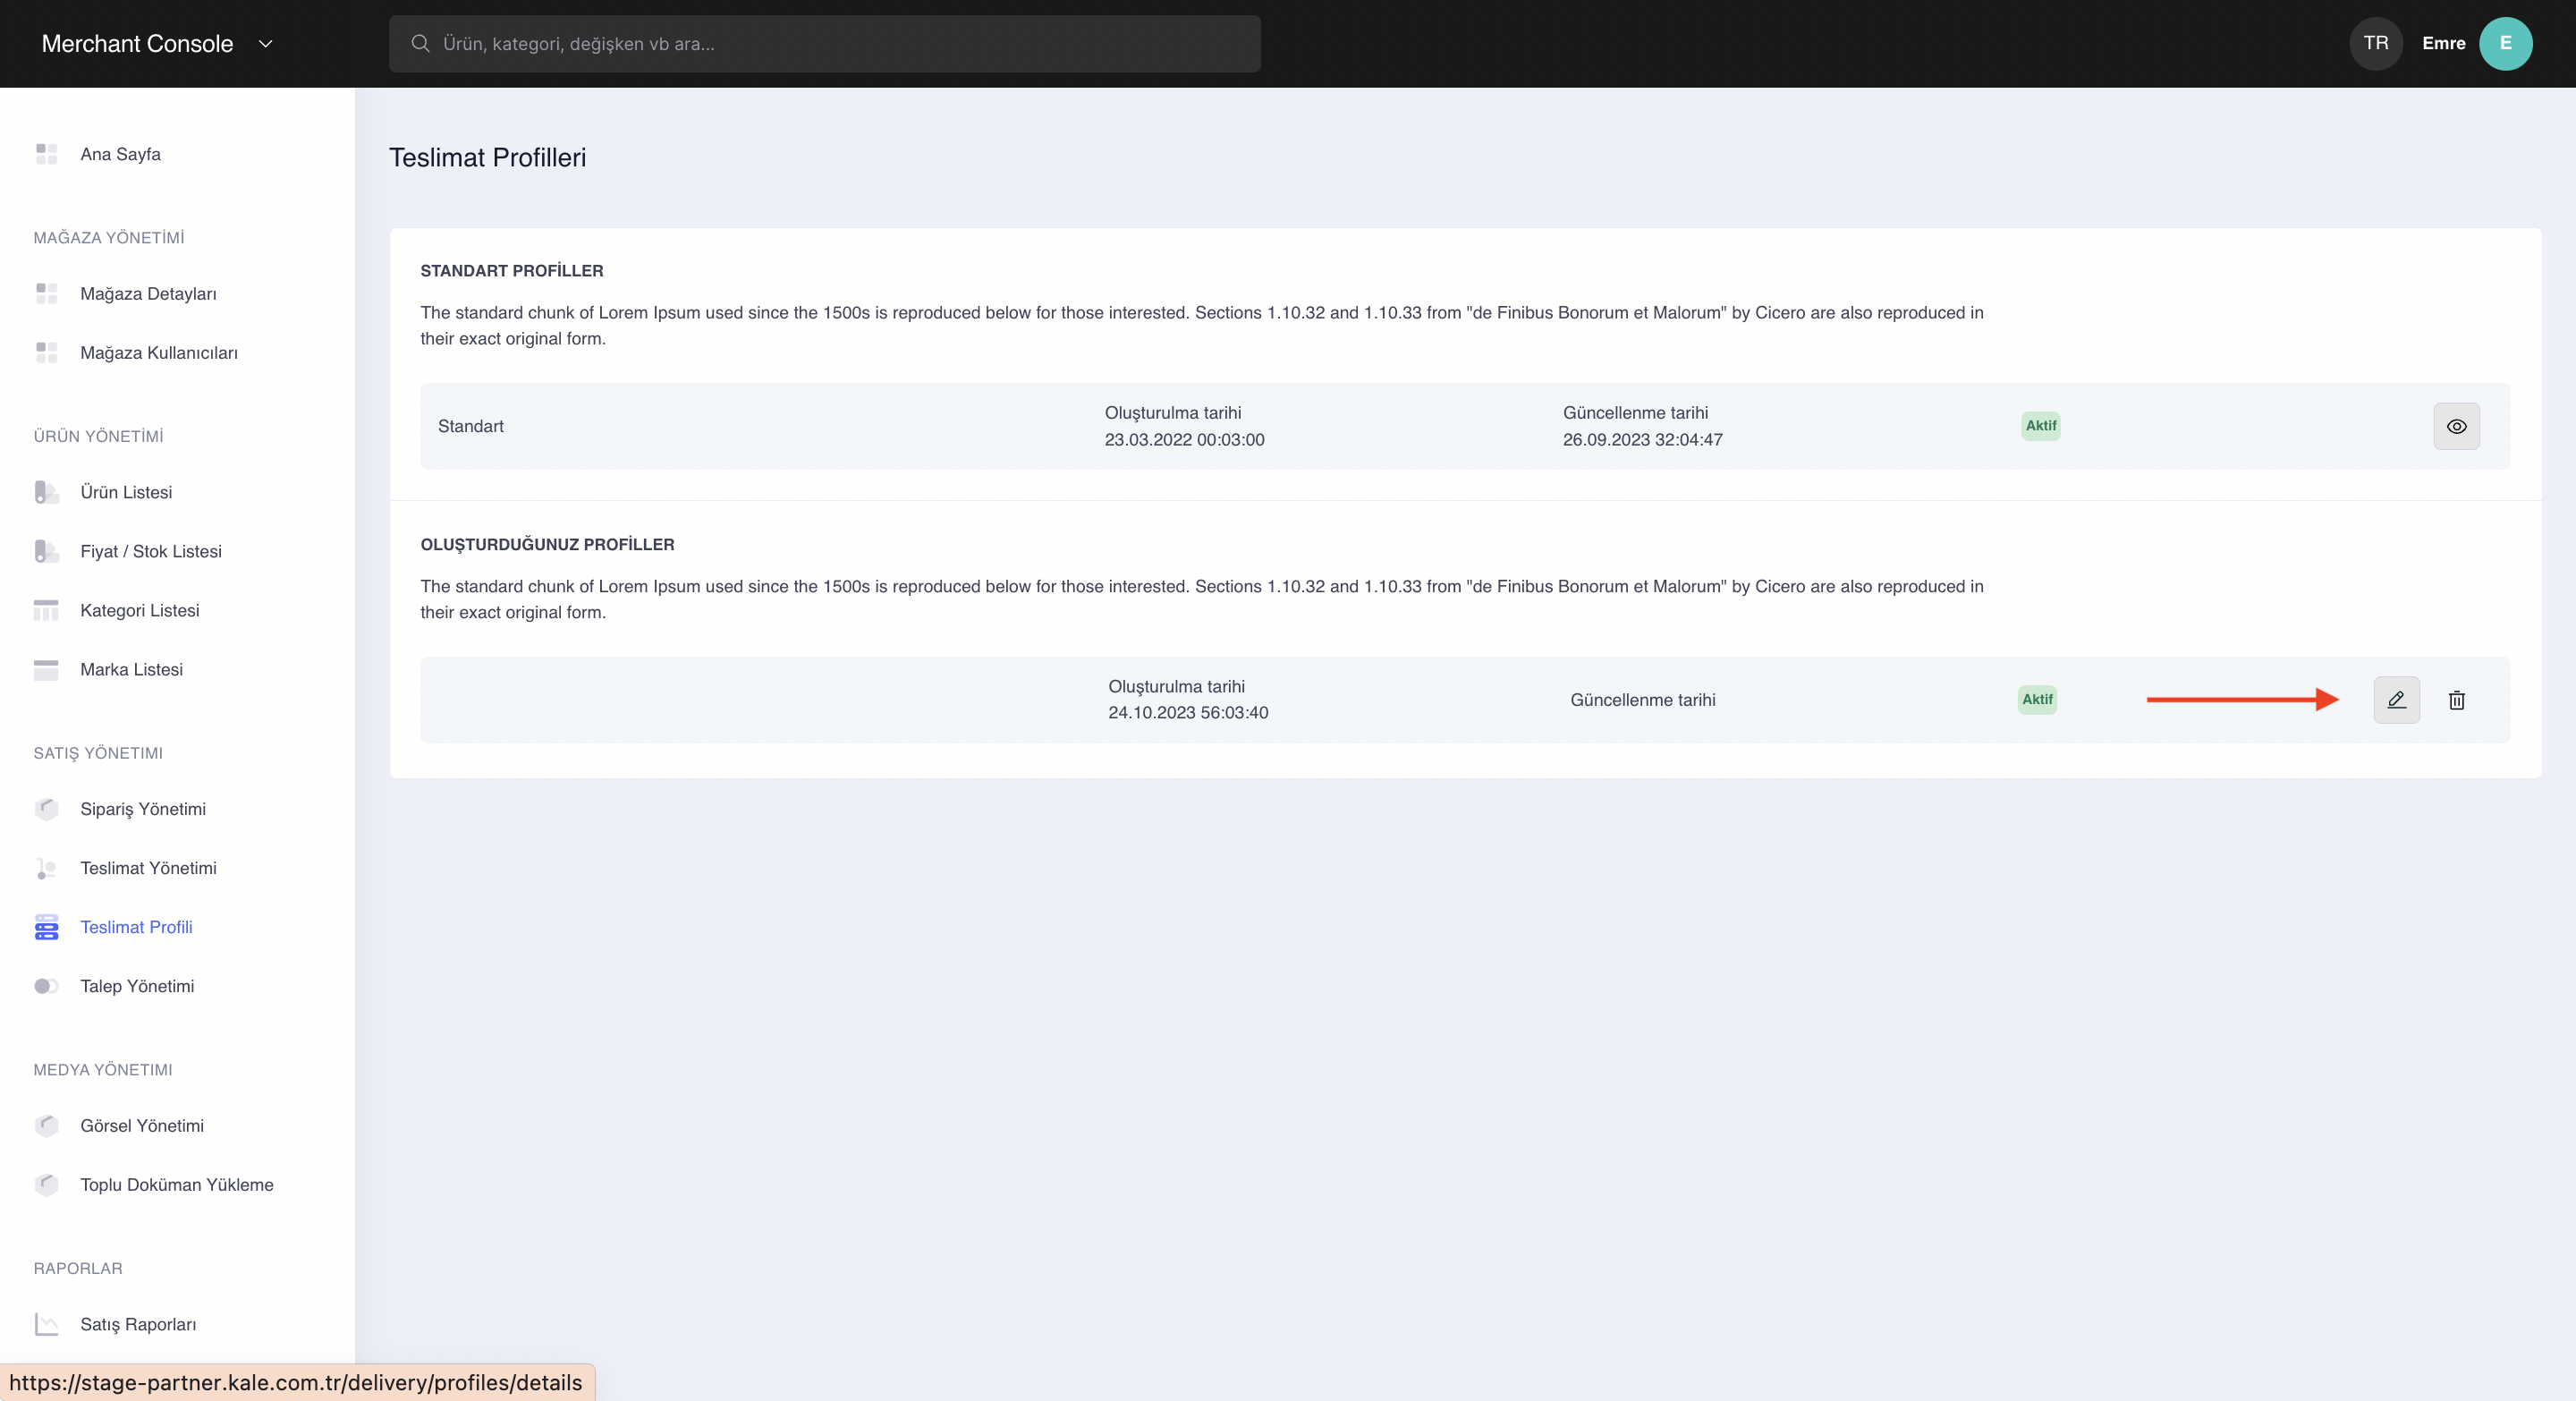 Merchant Console
Ürün, kategori, değişken vb ara...
TR
Emre
E
Ana Sayfa
MAĞAZA YÖNETİMİ
Mağaza Detayları
Mağaza Kullanıcıları
ÜRÜN YÖNETİMİ
Ürün Listesi
Fiyat / Stok Listesi
Kategori Listesi
Marka Listesi
SATIŞ YÖNETIMI
Sipariş Yönetimi
Teslimat Yönetimi
Teslimat Profili
Talep Yönetimi
MEDYA YÖNETIMI
Görsel Yönetimi
Toplu Doküman Yükleme
RAPORLAR
Satış Raporları
https://stage-partner.kale.com.tr/delivery/profiles/details
Teslimat Profilleri
STANDART PROFİLLER
The standard chunk of Lorem Ipsum used since the 1500s is reproduced below for those interested. Sections 1.10.32 and 1.10.33 from "de Finibus Bonorum et Malorum" by Cicero are also reproduced in
their exact original form.
Standart
Oluşturulma tarihi
23.03.2022 00:03:00
Güncellenme tarihi
26.09.2023 32:04:47
Aktif
OLUŞTURDUĞUNUZ PROFİLLER
The standard chunk of Lorem Ipsum used since the 1500s is reproduced below for those interested. Sections 1.10.32 and 1.10.33 from "de Finibus Bonorum et Malorum" by Cicero are also reproduced in
their exact original form.
Oluşturulma tarihi
24.10.2023 56:03:40
Güncellenme tarihi
Aktif